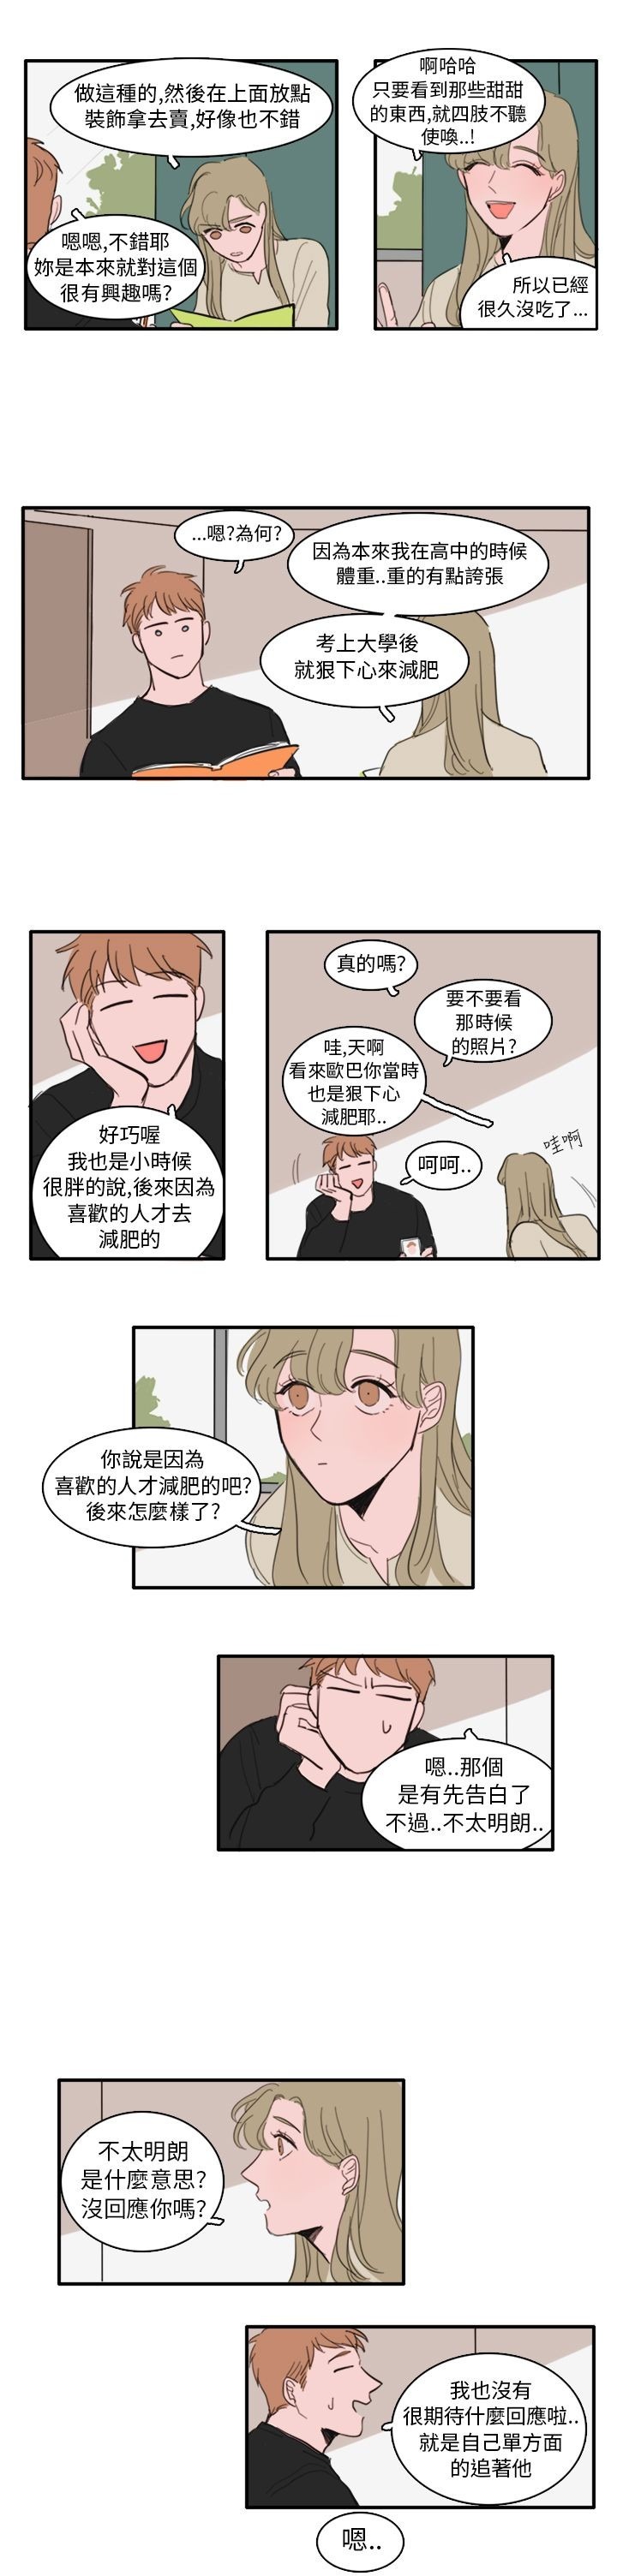 做這種的,然後在上面放點
裝飾拿去賣,好像也不錯
嗯嗯,不錯耶
妳是本來就對這個
很有興趣嗎?
啊哈哈
只要看到那些甜甜
的東西,就四肢不聽
使喚..!
所以已經
很久沒吃了...
...嗯?為何?
因為本來我在高中的時候
體重..重的有點誇張
考上大學後
就狠下心來減肥
好巧喔
我也是小時候
很胖的說,後來因為
喜歡的人才去
減肥的
真的嗎?
要不要看
那時候
的照片?
哇,天啊
看來歐巴你當時
也是狠下心
減肥耶..
呵呵..
哇啊
你說是因為
喜歡的人才減肥的吧?
後來怎麼樣了?
嗯..那個
是有先告白了
不過..不太明朗..
不太明朗
是什麼意思?
沒回應你嗎?
我也沒有
很期待什麼回應啦..
就是自己單方面
的追著他
嗯..